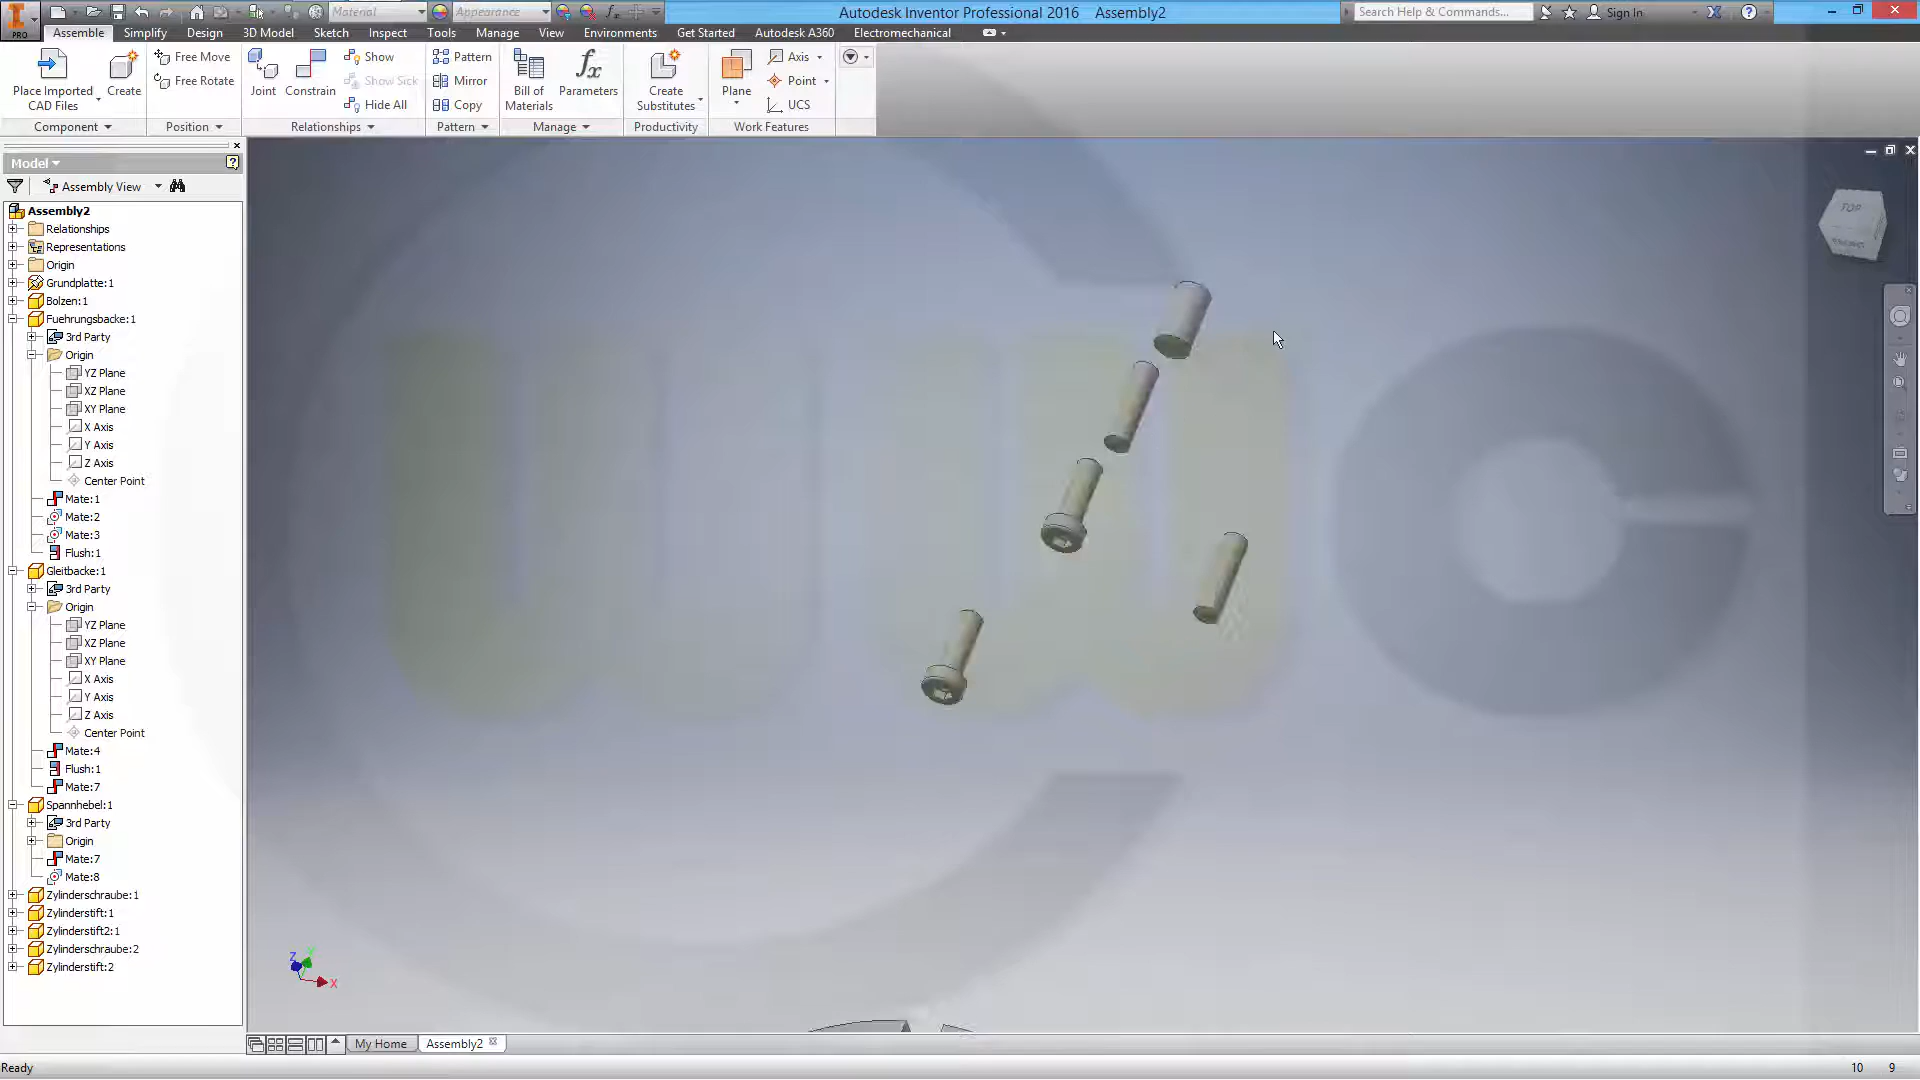 Material
Appearance
Autodesk Inventor Professional 2016 Assembly2
Search Help & Commands...
Sign In
PRO
Assemble Simplify Design 3D Model Sketch Inspect Tools Manage View Environments Get Started Autodesk A360 Electromechanical
Place Imported CAD Files
Create
Free Move
Free Rotate
Joint
Constrain
Show
Show Sick
Hide All
Pattern
Mirror
Copy
Bill of Materials
Parameters
Create Substitutes
Plane
Axis
Point
UCS
Component Position Relationships Pattern Manage Productivity Work Features
Model
Assembly View
Assembly2
Relationships
Representations
Origin
Grundplatte:1
Bolzen:1
Fuehrungsbacke:1
3rd Party
Origin
YZ Plane
XZ Plane
XY Plane
X Axis
Y Axis
Z Axis
Center Point
Mate:1
Mate:2
Mate:3
Flush:1
Gleitbacke:1
3rd Party
Origin
YZ Plane
XZ Plane
XY Plane
X Axis
Y Axis
Z Axis
Center Point
Mate:4
Flush:1
Mate:7
Spannhebel:1
3rd Party
Origin
Mate:7
Mate:8
Zylinderschraube:1
Zylinderstift:1
Zylinderstift2:1
Zylinderschraube:2
Zylinderstift:2
TOP
Z
Y
X
My Home
Assembly2
Ready
10 9